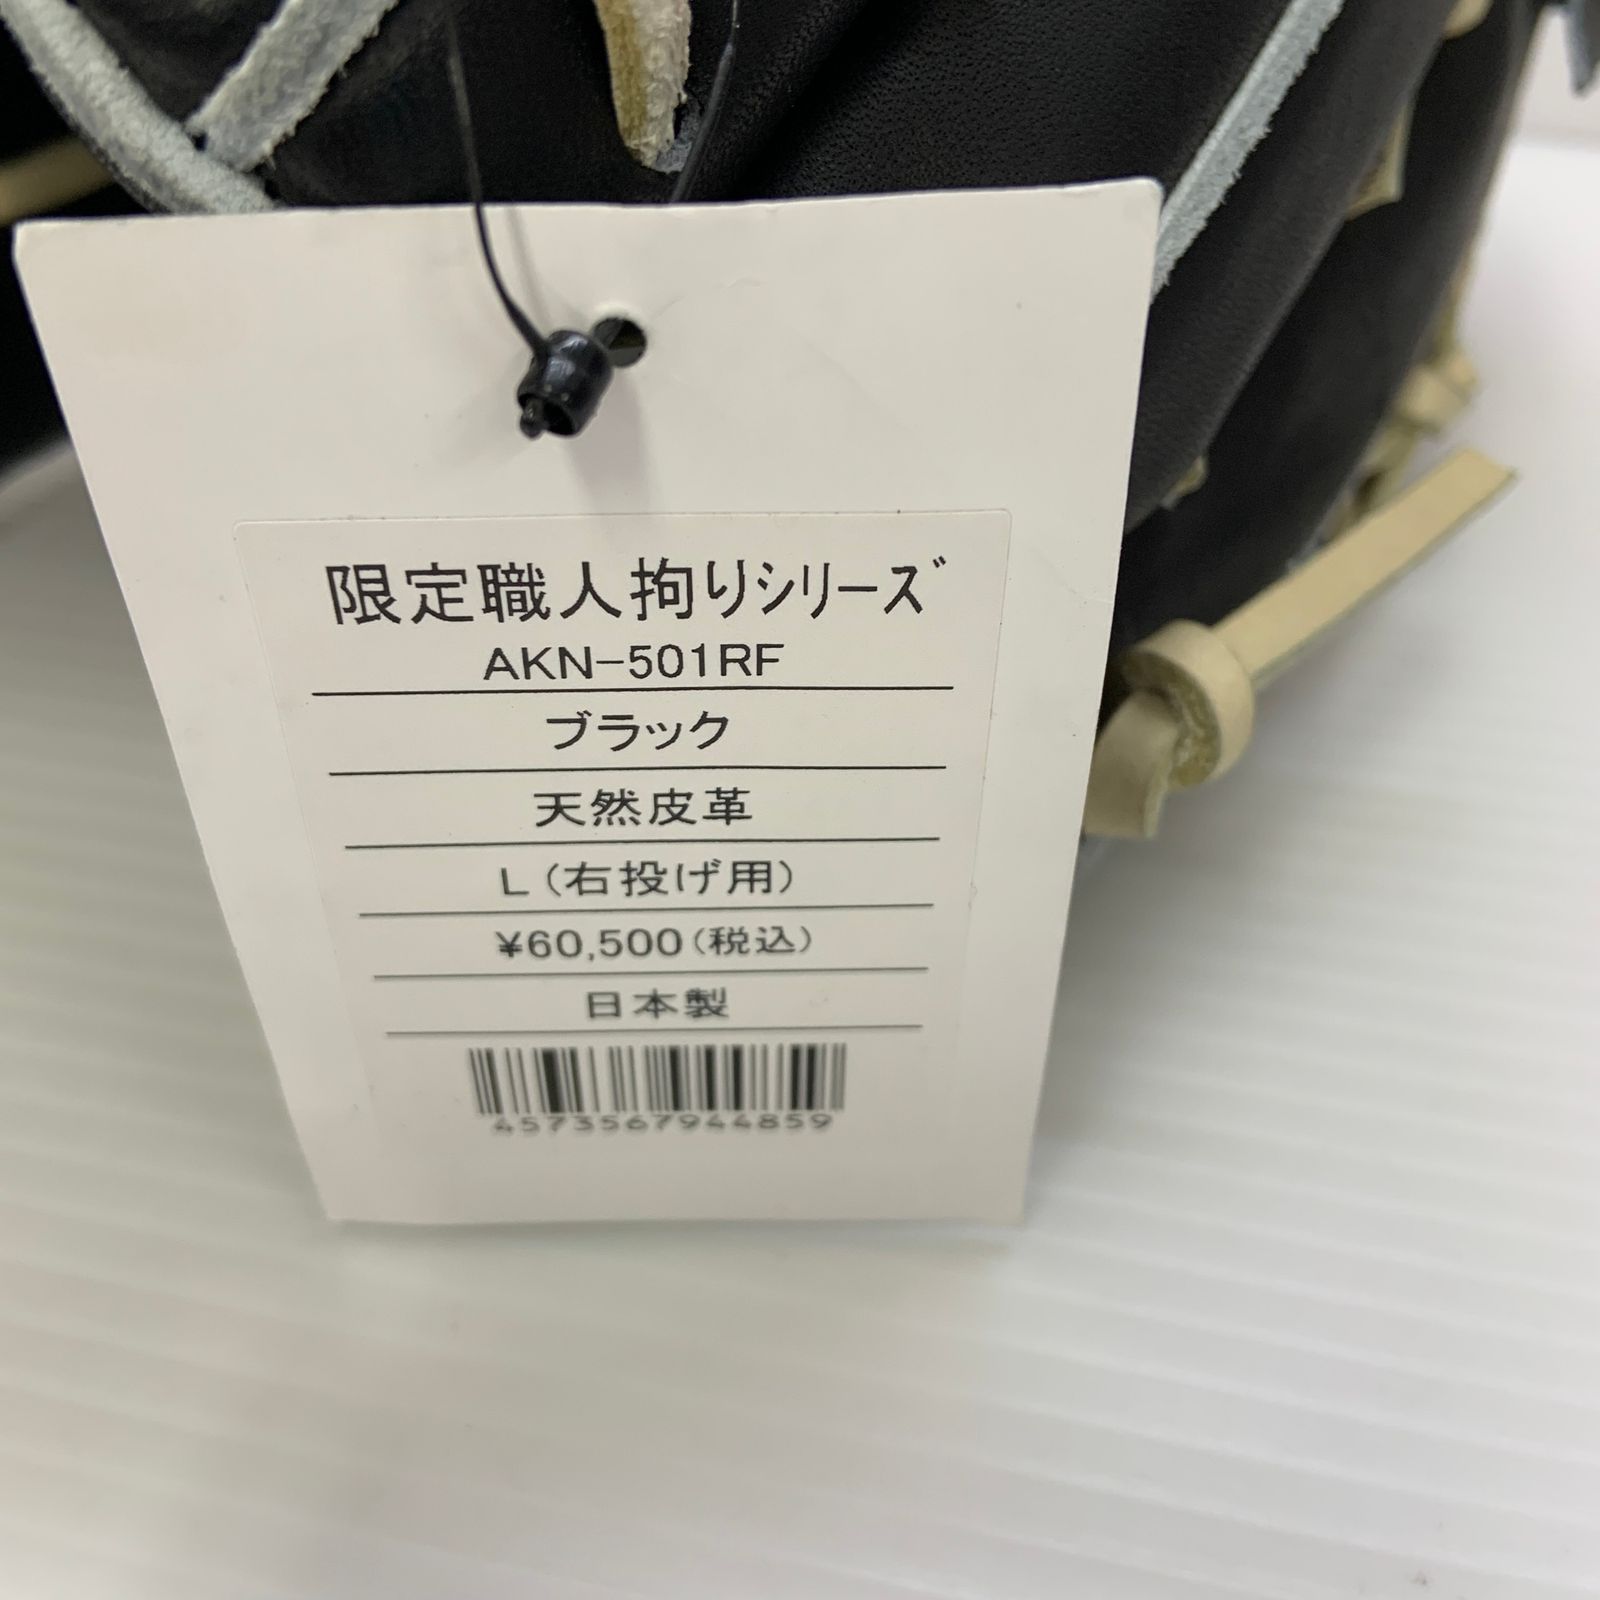 限定職人拘りシリーズ
AKN-501RF
ブラック
天然皮革
L(右投げ用)
¥60,500(税込)
日本製
4573567944859